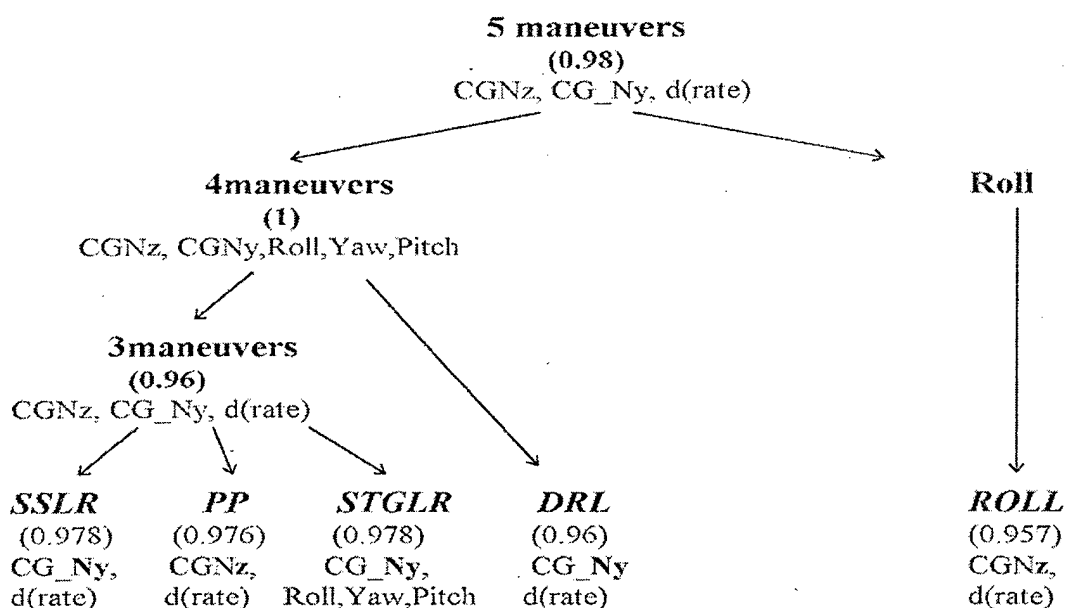 5 maneuvers
(0.98)
CGNz, CG_Ny, d(rate)
4maneuvers
(1)
CGNz, CGNy,Roll,Yaw,Pitch
Roll
3maneuvers
(0.96)
CGNz, CG_Ny, d(rate)
SSLR
(0.978)
CG_Ny,
d(rate)
PP
(0.976)
CGNz,
d(rate)
STGLR
(0.978)
CG_Ny,
Roll,Yaw,Pitch
DRL
(0.96)
CG_Ny
d(rate)
ROLL
(0.957)
CGNz,
d(rate)